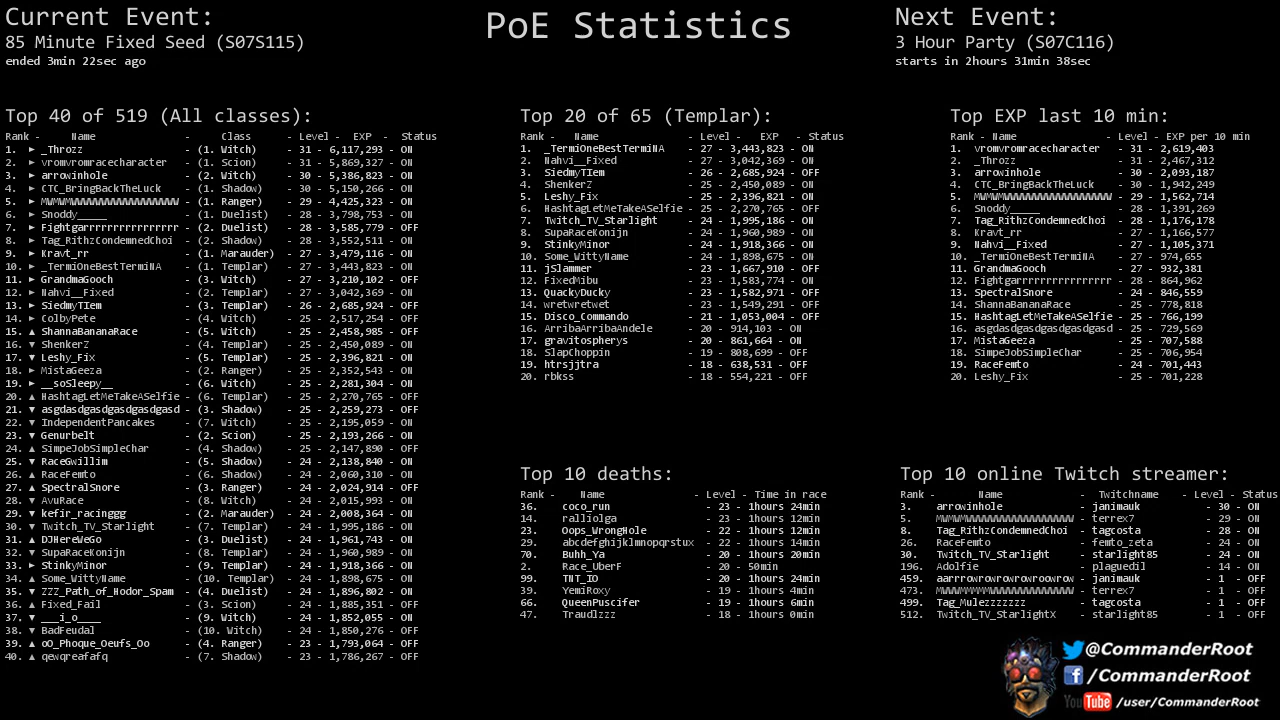 Current Event:
85 Minute Fixed Seed (S07S115)
ended 3min 22sec ago
PoE Statistics
Next Event:
3 Hour Party (S07C116)
starts in 2hours 31min 38sec
Top 40 of 519 (All classes):
Rank - Name - Class - Level - EXP - Status
1. ► _Throzz - (1. Witch) - 31 - 6,117,293 - ON
2. ► vromvromracecharacter - (1. Scion) - 31 - 5,869,327 - ON
3. ► arrowinhole - (2. Witch) - 30 - 5,386,823 - ON
4. ► CTC_BringBackTheLuck - (1. Shadow) - 30 - 5,150,266 - ON
5. ► - (1. Ranger) - 29 - 4,425,323 - ON
6. ► Snoddy_____ - (1. Duelist) - 28 - 3,798,753 - ON
7. ► Fightgarrrrrrrrrrrrrrrr - (2. Duelist) - 28 - 3,585,779 - OFF
8. ► Tag_RithzCondemnedChoi - (2. Shadow) - 28 - 3,552,511 - ON
9. ► Kravt_rr - (1. Marauder) - 27 - 3,479,116 - ON
10. ► _TermiOneBestTermiNA - (1. Templar) - 27 - 3,443,823 - ON
11. ► GrandmaGooch - (3. Witch) - 27 - 3,210,102 - OFF
12. ► Nahvi__Fixed - (2. Templar) - 27 - 3,042,369 - ON
13. ► SiedmyTIem - (3. Templar) - 26 - 2,685,924 - OFF
14. ► ColbyPete - (4. Witch) - 25 - 2,517,254 - OFF
15. ▲ ShannaBananaRace - (5. Witch) - 25 - 2,458,985 - OFF
16. ▼ ShenkerZ - (4. Templar) - 25 - 2,450,089 - ON
17. ▼ Leshy_Fix - (5. Templar) - 25 - 2,396,821 - ON
18. ► MistaGeeza - (2. Ranger) - 25 - 2,352,543 - ON
19. ► __soSleepy__ - (6. Witch) - 25 - 2,281,304 - ON
20. ▲ HashtagLetMeTakeASelfie - (6. Templar) - 25 - 2,270,765 - OFF
21. ▼ asgdasdgasdgasdgasdgasd - (3. Shadow) - 25 - 2,259,273 - OFF
22. ▼ IndependentPancakes - (7. Witch) - 25 - 2,195,059 - ON
23. ▼ Genurbelt - (2. Scion) - 25 - 2,193,266 - ON
24. ▲ SimpeJobSimpleChar - (4. Shadow) - 25 - 2,147,890 - OFF
25. ▼ RaceGwillim - (5. Shadow) - 24 - 2,138,840 - ON
26. ▲ RaceFemto - (6. Shadow) - 24 - 2,060,310 - ON
27. ▲ SpectralSnore - (3. Ranger) - 24 - 2,024,914 - OFF
28. ▼ AvuRace - (8. Witch) - 24 - 2,015,993 - ON
29. ▼ kefir_racinggg - (2. Marauder) - 24 - 2,008,364 - ON
30. ▼ Twitch_TV_Starlight - (7. Templar) - 24 - 1,995,186 - ON
31. ▲ DJHereWeGo - (3. Duelist) - 24 - 1,961,743 - ON
32. ▼ SupaRaceKonijn - (8. Templar) - 24 - 1,960,989 - ON
33. ▼ StinkyMinor - (9. Templar) - 24 - 1,918,366 - ON
34. ▲ Some_WittyName - (10. Templar) - 24 - 1,898,675 - ON
35. ▼ ZZZ_Path_of_Hodor_Spam - (4. Duelist) - 24 - 1,896,802 - ON
36. ▲ Fixed_Fail - (3. Scion) - 24 - 1,885,351 - OFF
37. ▼ ___i_o____ - (9. Witch) - 24 - 1,852,055 - ON
38. ▼ BadFeudal - (10. Witch) - 24 - 1,850,276 - OFF
39. ▲ oO_Phoque_Oeufs_Oo - (4. Ranger) - 23 - 1,793,064 - OFF
40. ▲ qewqreafafq - (7. Shadow) - 23 - 1,786,267 - OFF
Top 20 of 65 (Templar):
Rank - Name - Level - EXP - Status
1. _TermiOneBestTermiNA - 27 - 3,443,823 - ON
2. Nahvi__Fixed - 27 - 3,042,369 - ON
3. SiedmyTIem - 26 - 2,685,924 - OFF
4. ShenkerZ - 25 - 2,450,089 - ON
5. Leshy_Fix - 25 - 2,396,821 - ON
6. HashtagLetMeTakeASelfie - 25 - 2,270,765 - OFF
7. Twitch_TV_Starlight - 24 - 1,995,186 - ON
8. SupaRaceKonijn - 24 - 1,960,989 - ON
9. StinkyMinor - 24 - 1,918,366 - ON
10. Some_WittyName - 24 - 1,898,675 - ON
11. jSlammer - 23 - 1,667,910 - OFF
12. FixedMibu - 23 - 1,583,774 - ON
13. QuackyDucky - 23 - 1,582,971 - OFF
14. wretwretwet - 23 - 1,549,291 - OFF
15. Disco_Commando - 21 - 1,053,004 - OFF
16. ArribaArribaAndele - 20 - 914,103 - ON
17. gravitospherys - 20 - 861,664 - ON
18. SlapChoppin - 19 - 808,699 - OFF
19. htrsjjtra - 18 - 638,531 - OFF
20. rbkss - 18 - 554,221 - OFF
Top EXP last 10 min:
Rank - Name - Level - EXP per 10 min
1. vromvromracecharacter - 31 - 2,619,403
2. _Throzz - 31 - 2,467,312
3. arrowinhole - 30 - 2,093,187
4. CTC_BringBackTheLuck - 30 - 1,942,249
5. - 29 - 1,562,714
6. Snoddy_____ - 28 - 1,391,269
7. Tag_RithzCondemnedChoi - 28 - 1,176,178
8. Kravt_rr - 27 - 1,166,577
9. Nahvi__Fixed - 27 - 1,105,371
10. _TermiOneBestTermiNA - 27 - 974,655
11. GrandmaGooch - 27 - 932,381
12. Fightgarrrrrrrrrrrrrrrr - 28 - 864,962
13. SpectralSnore - 24 - 846,559
14. ShannaBananaRace - 25 - 778,818
15. HashtagLetMeTakeASelfie - 25 - 766,199
16. asgdasdgasdgasdgasdgasd - 25 - 729,569
17. MistaGeeza - 25 - 707,588
18. SimpeJobSimpleChar - 25 - 706,954
19. RaceFemto - 24 - 701,443
20. Leshy_Fix - 25 - 701,228
Top 10 deaths:
Rank - Name - Level - Time in race
36. coco_run - 23 - 1hours 24min
14. ralliolga - 23 - 1hours 12min
23. Oops_WrongHole - 22 - 1hours 12min
29. abcdefghijklmnopqrstux - 22 - 1hours 14min
70. Buhh_Ya - 20 - 1hours 20min
2. Race_UberF - 20 - 50min
99. TNT_IO - 20 - 1hours 24min
39. YemiRoxy - 19 - 1hours 4min
66. QueenPuscifer - 19 - 1hours 6min
47. Traudlzzz - 18 - 1hours 0min
Top 10 online Twitch streamer:
Rank - Name - Twitchname - Level - Status
3. arrowinhole - janimauk - 30 - ON
5. - terrex7 - 29 - ON
8. Tag_RithzCondemnedChoi - tagcosta - 28 - ON
26. RaceFemto - femto_zeta - 24 - ON
30. Twitch_TV_Starlight - starlight85 - 24 - ON
196. Adolfie - plaguedil - 14 - ON
459. aarrrowrowrowrowroowrow - janimauk - 1 - OFF
473. - terrex7 - 1 - OFF
499. Tag_Mulezzzzzzz - tagcosta - 1 - OFF
512. Twitch_TV_StarlightX - starlight85 - 1 - OFF
@CommanderRoot
f /CommanderRoot
YouTube /user/CommanderRoot